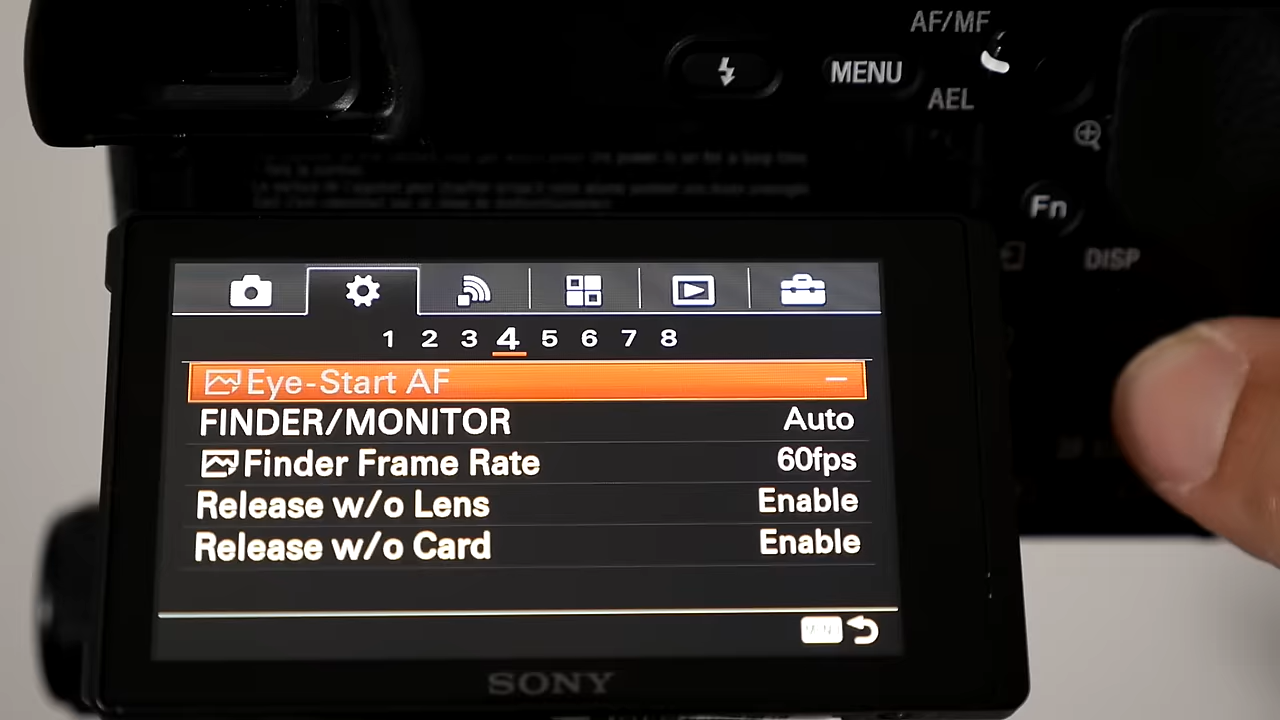 AF/MF
MENU
AEL
Fn
DISP
1 2 3 4 5 6 7 8
Eye-Start AF –
FINDER/MONITOR Auto
Finder Frame Rate 60fps
Release w/o Lens Enable
Release w/o Card Enable
MENU
SONY